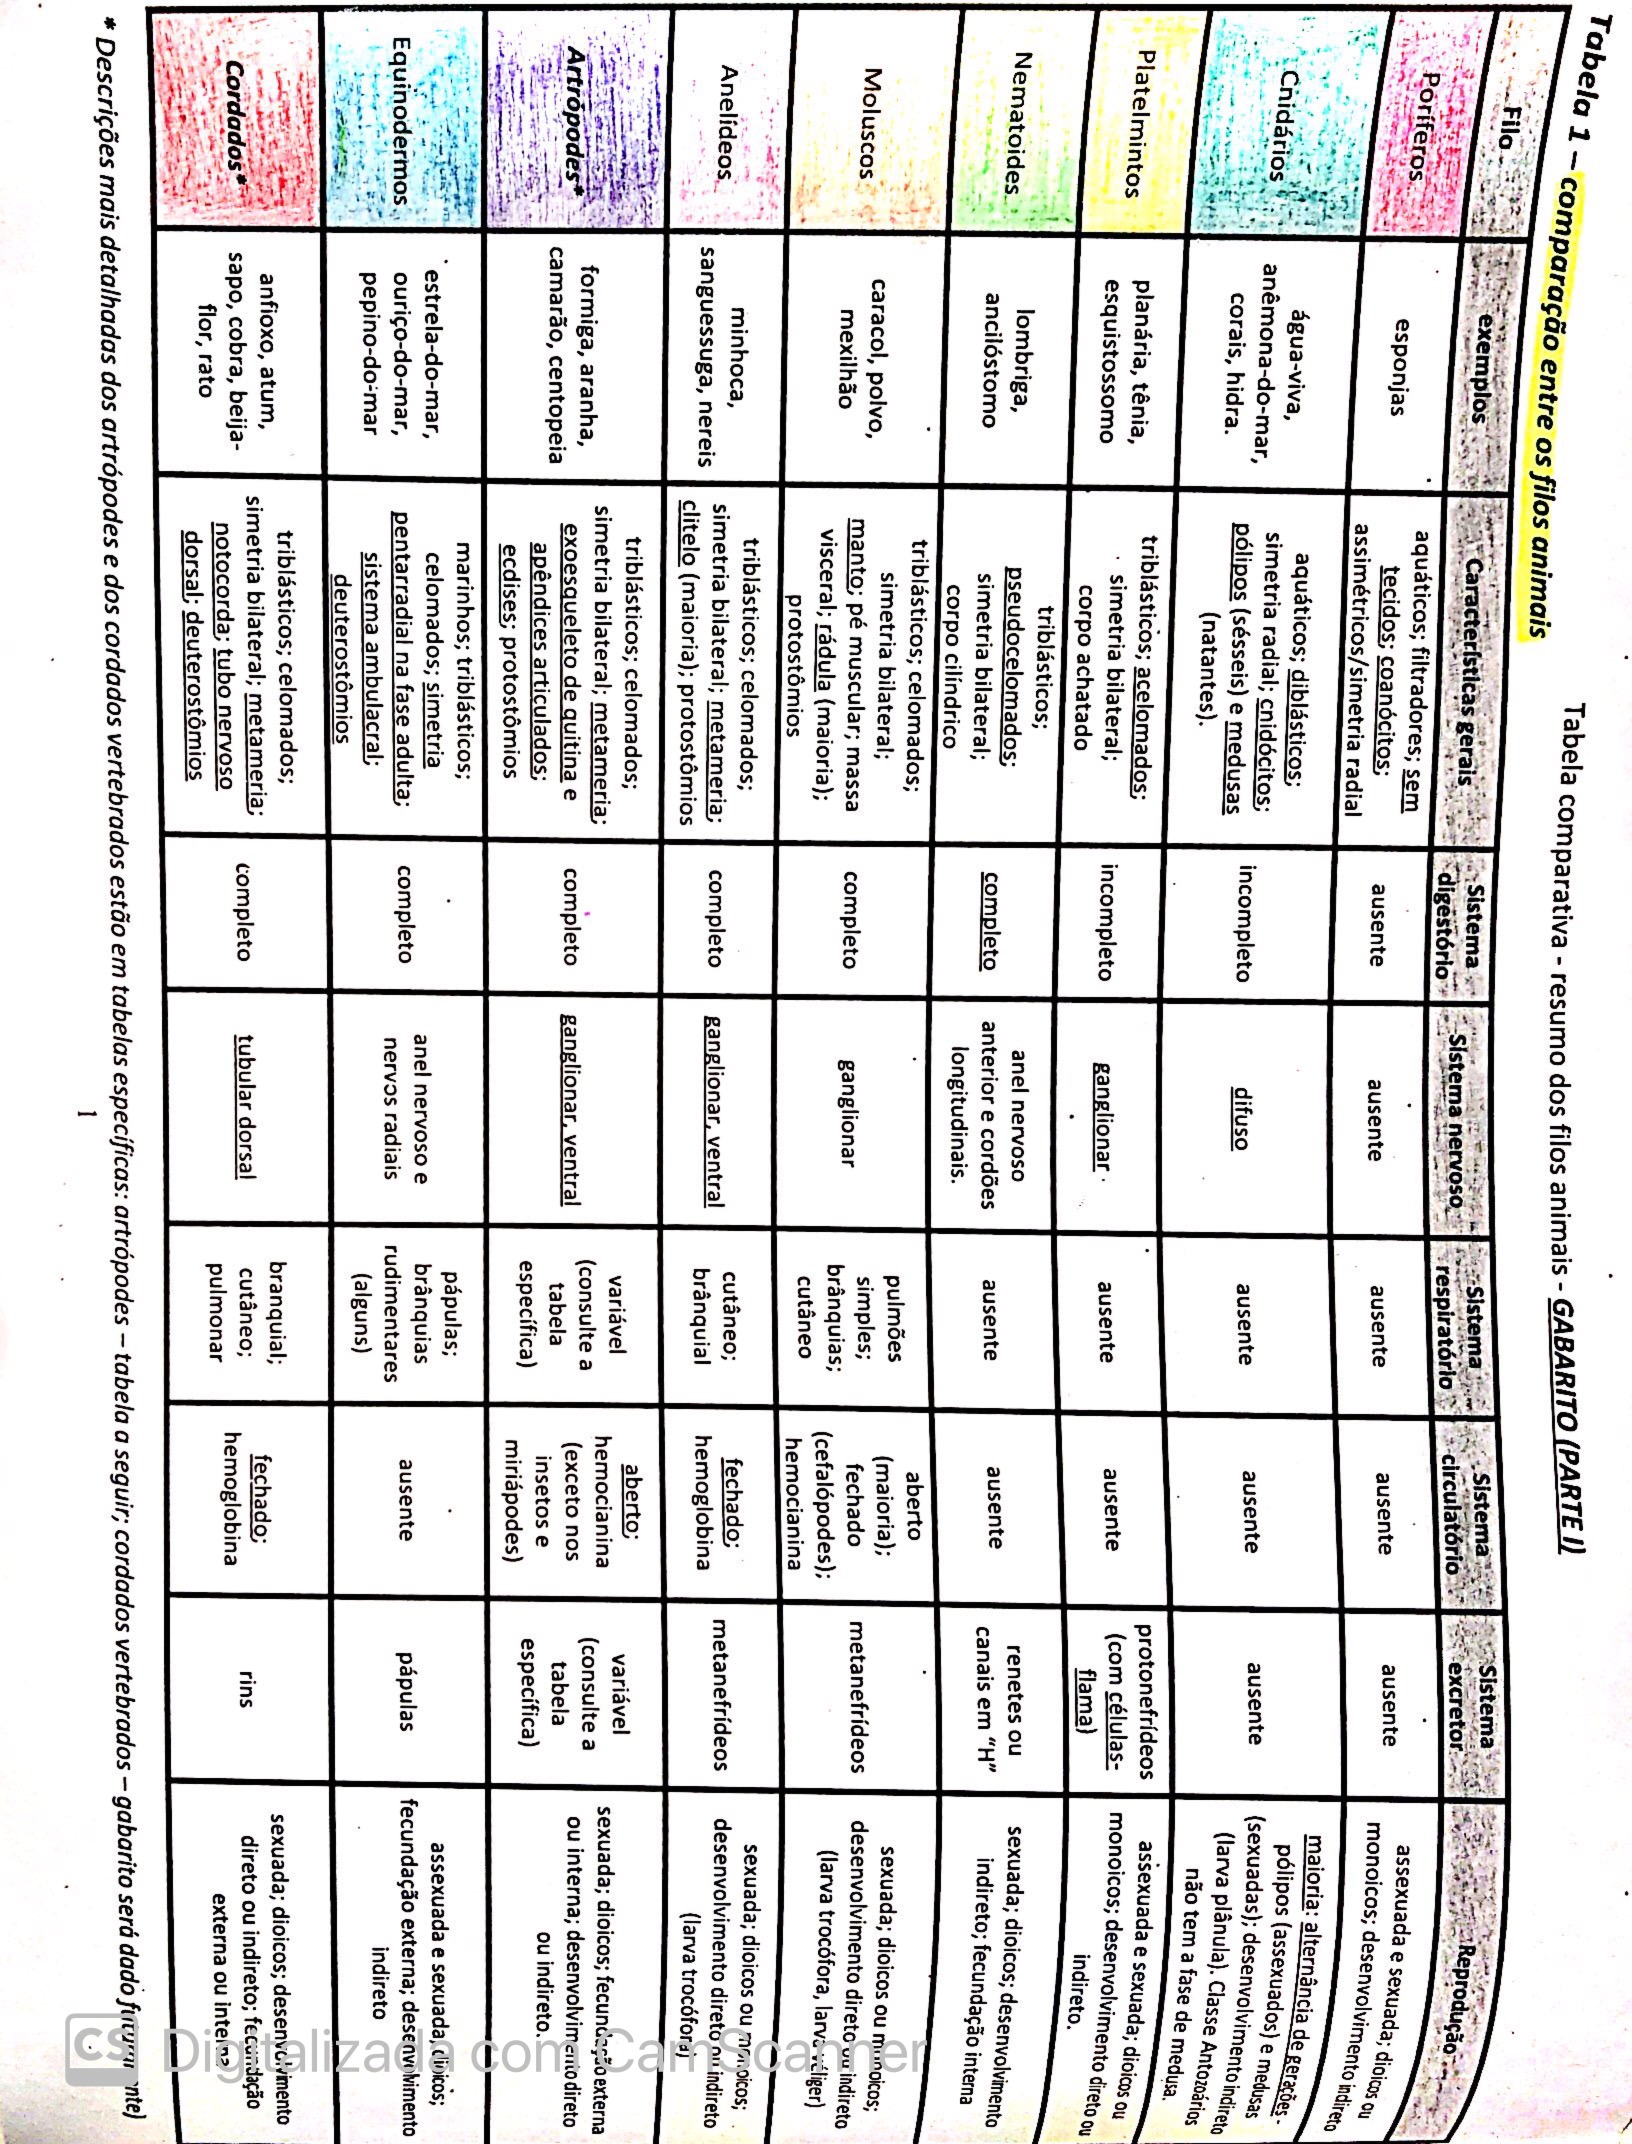 Tabela comparativa - resumo dos filos animais - GABARITO (PARTE I)
Tabela 1 – comparação entre os filos animais
Filo
exemplos
Características gerais
Sistema
digestório
Sistema nervoso
Sistema
respiratório
Sistema
circulatório
Sistema
excretor
Reprodução
Poríferos
esponjas
aquáticos; filtradores; sem
tecidos; coanócitos;
assimétricos/simetria radial
ausente
ausente
ausente
ausente
ausente
assexuada e sexuada; dioicos ou
monoicos; desenvolvimento indireto
Cnidários
água-viva,
anêmona-do-mar,
corais, hidra.
aquáticos; diblásticos;
simetria radial; cnidócitos;
pólipos (sésseis) e medusas
(natantes).
incompleto
difuso
ausente
ausente
ausente
maioria: alternância de gerações -
pólipos (assexuados) e medusas
(sexuadas); desenvolvimento indireto
(larva plânula). Classe Antozoários
não tem a fase de medusa.
Platelmintos
planária, tênia,
esquistossomo
triblásticos; acelomados;
simetria bilateral;
corpo achatado
incompleto
ganglionar
ausente
ausente
protonefrídeos
(com células-
flama)
assexuada e sexuada; dioicos ou
monoicos; desenvolvimento direto ou
indireto.
Nematoides
lombriga,
ancilóstomo
triblásticos;
pseudocelomados;
simetria bilateral;
corpo cilíndrico
completo
anel nervoso
anterior e cordões
longitudinais.
ausente
ausente
renetes ou
canais em “H”
sexuada; dioicos; desenvolvimento
indireto; fecundação interna
Moluscos
caracol, polvo,
mexilhão
triblásticos; celomados;
simetria bilateral;
manto; pé muscular; massa
visceral; rádula (maioria);
protostômios
completo
ganglionar
pulmões
simples;
brânquias;
cutâneo
aberto
(maioria);
fechado
(cefalópodes);
hemocianina
metanefrídeos
sexuada; dioicos ou monoicos;
desenvolvimento direto ou indireto
(larva trocófora, larva véliger)
Anelídeos
minhoca,
sanguessuga, nereis
triblásticos; celomados;
simetria bilateral; metameria;
clitelo (maioria); protostômios
completo
ganglionar, ventral
cutâneo;
brânquial
fechado;
hemoglobina
metanefrídeos
sexuada; dioicos ou monoicos;
desenvolvimento direto ou indireto
(larva trocófora)
Artrópodes*
formiga, aranha,
camarão, centopeia
triblásticos; celomados;
simetria bilateral; metameria;
exoesqueleto de quitina e
apêndices articulados;
ecdises; protostômios
completo
ganglionar, ventral
variável
(consulte a
tabela
específica)
aberto;
hemocianina
(exceto nos
insetos e
miriápodes)
variável
(consulte a
tabela
específica)
sexuada; dioicos; fecundação externa
ou interna; desenvolvimento direto
ou indireto.
Equinodermos
estrela-do-mar,
ouriço-do-mar,
pepino-do-mar
marinhos; triblásticos;
celomados; simetria
pentarradial na fase adulta;
sistema ambulacral;
deuterostômios
completo
anel nervoso e
nervos radiais
pápulas;
brânquias
rudimentares
(alguns)
ausente
pápulas
assexuada e sexuada; dioicos;
fecundação externa; desenvolvimento
indireto
Cordados*
anfioxo, atum,
sapo, cobra, beija-
flor, rato
triblásticos; celomados;
simetria bilateral; metameria;
notocorda; tubo nervoso
dorsal; deuterostômios
completo
tubular dorsal
branquial;
cutâneo;
pulmonar
fechado;
hemoglobina
rins
sexuada; dioicos; desenvolvimento
direto ou indireto; fecundação
externa ou interna
* Descrições mais detalhadas dos artrópodes e dos cordados vertebrados estão em tabelas específicas: artrópodes – tabela a seguir; cordados vertebrados – gabarito será dado futuramente)
1
CS Digitalizada com CamScanner